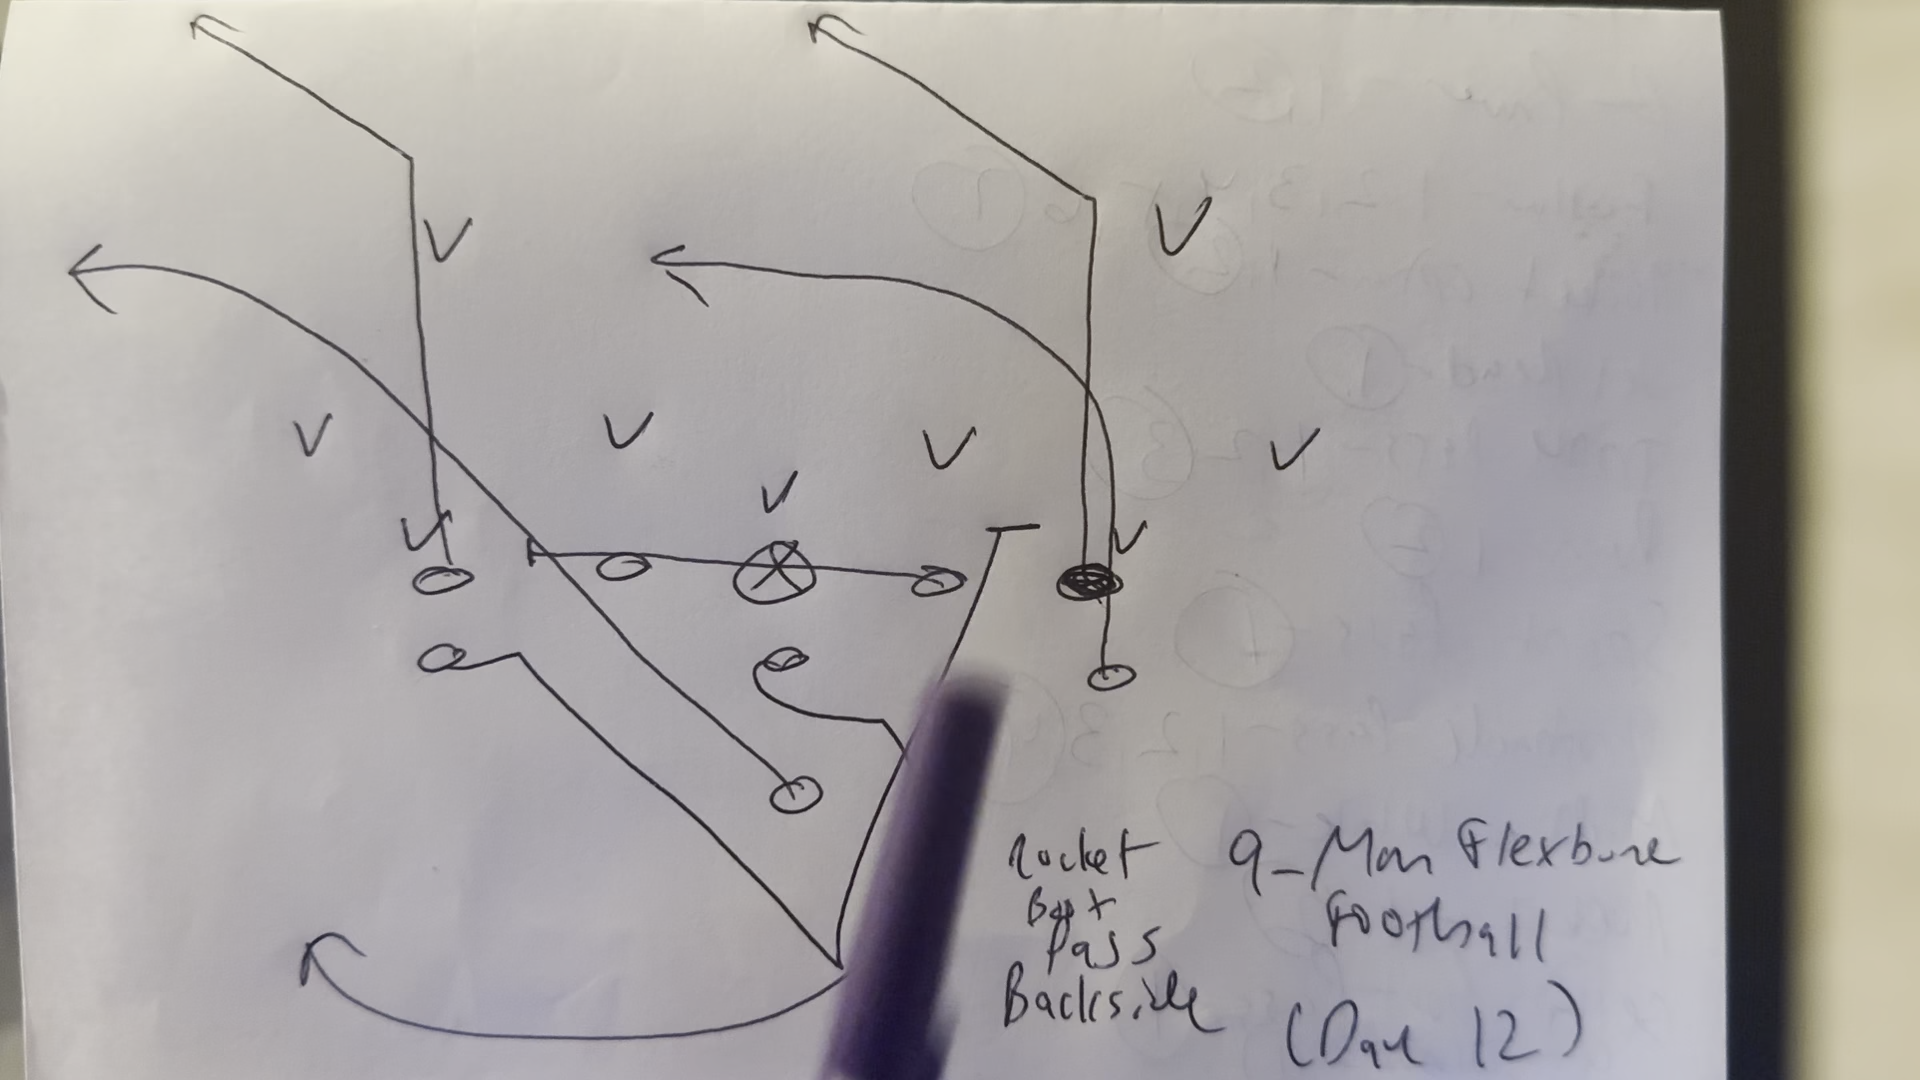 Rocket
Boot
Pass
Backside
9-Man Flexbone
Football
(Day 12)